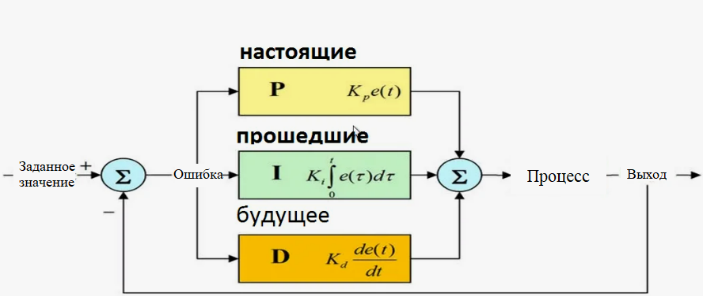 настоящие
P K_p e(t)
прошедшие
Заданное
значение
+
Σ
−
Ошибка
I K_i ∫_0^t e(τ)dτ
Σ
Процесс
Выход
будущее
D K_d de(t)/dt